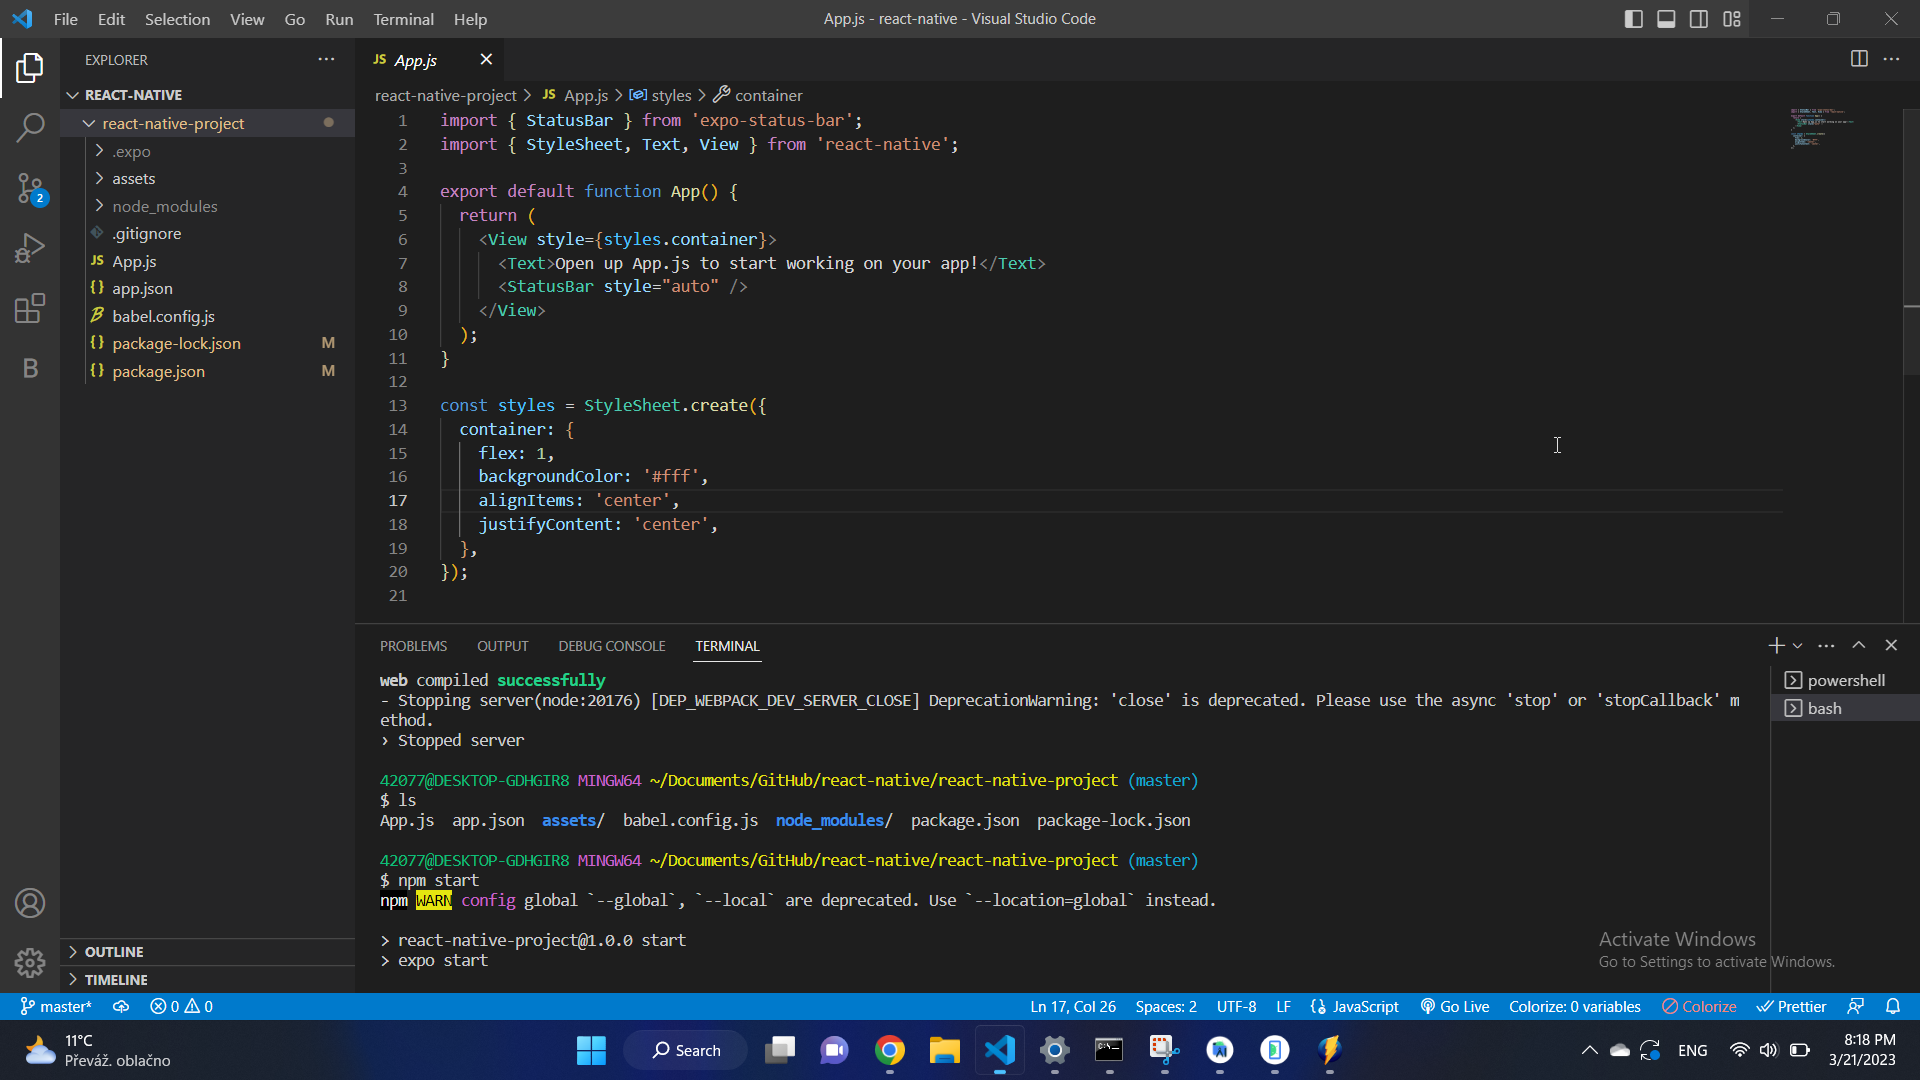 File Edit Selection View Go Run Terminal Help
App.js - react-native - Visual Studio Code
EXPLORER
REACT-NATIVE
react-native-project
.expo
assets
node_modules
.gitignore
JS App.js
{} app.json
babel.config.js
{} package-lock.json M
{} package.json M
2
B
OUTLINE
TIMELINE
JS App.js
react-native-project > JS App.js > styles > container
1 import { StatusBar } from 'expo-status-bar';
2 import { StyleSheet, Text, View } from 'react-native';
3
4 export default function App() {
5 return (
6 <View style={styles.container}>
7 <Text>Open up App.js to start working on your app!</Text>
8 <StatusBar style="auto" />
9 </View>
10 );
11 }
12
13 const styles = StyleSheet.create({
14 container: {
15 flex: 1,
16 backgroundColor: '#fff',
17 alignItems: 'center',
18 justifyContent: 'center',
19 },
20 });
21
PROBLEMS OUTPUT DEBUG CONSOLE TERMINAL
web compiled successfully
- Stopping server(node:20176) [DEP_WEBPACK_DEV_SERVER_CLOSE] DeprecationWarning: 'close' is deprecated. Please use the async 'stop' or 'stopCallback' m
ethod.
› Stopped server
42077@DESKTOP-GDHGIR8 MINGW64 ~/Documents/GitHub/react-native/react-native-project (master)
$ ls
App.js app.json assets/ babel.config.js node_modules/ package.json package-lock.json
42077@DESKTOP-GDHGIR8 MINGW64 ~/Documents/GitHub/react-native/react-native-project (master)
$ npm start
npm WARN config global `--global`, `--local` are deprecated. Use `--location=global` instead.
> react-native-project@1.0.0 start
> expo start
powershell
bash
Activate Windows
Go to Settings to activate Windows.
master* 0 0 Ln 17, Col 26 Spaces: 2 UTF-8 LF {} JavaScript Go Live Colorize: 0 variables Colorize Prettier
11°C
Převáž. oblačno
Search
ENG
8:18 PM
3/21/2023